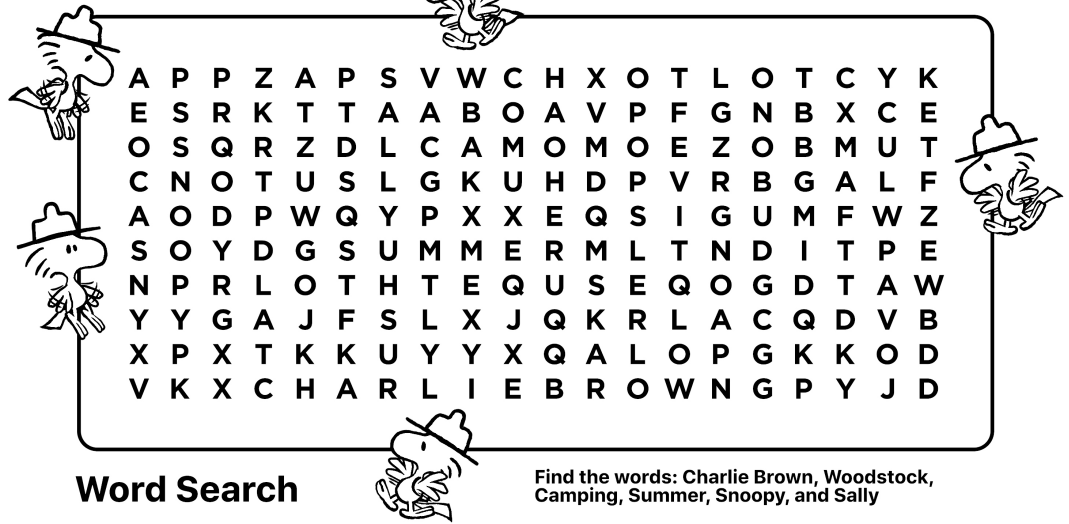 A P P Z A P S V W C H X O T L O T C Y K
E S R K T T A A B O A V P F G N B X C E
O S Q R Z D L C A M O M O E Z O B M U T
C N O T U S L G K U H D P V R B G A L F
A O D P W Q Y P X X E Q S I G U M F W Z
S O Y D G S U M M E R M L T N D I T P E
N P R L O T H T E Q U S E Q O G D T A W
Y Y G A J F S L X J Q K R L A C Q D V B
X P X T K K U Y Y X Q A L O P G K K O D
V K X C H A R L I E B R O W N G P Y J D
Word Search
Find the words: Charlie Brown, Woodstock,
Camping, Summer, Snoopy, and Sally